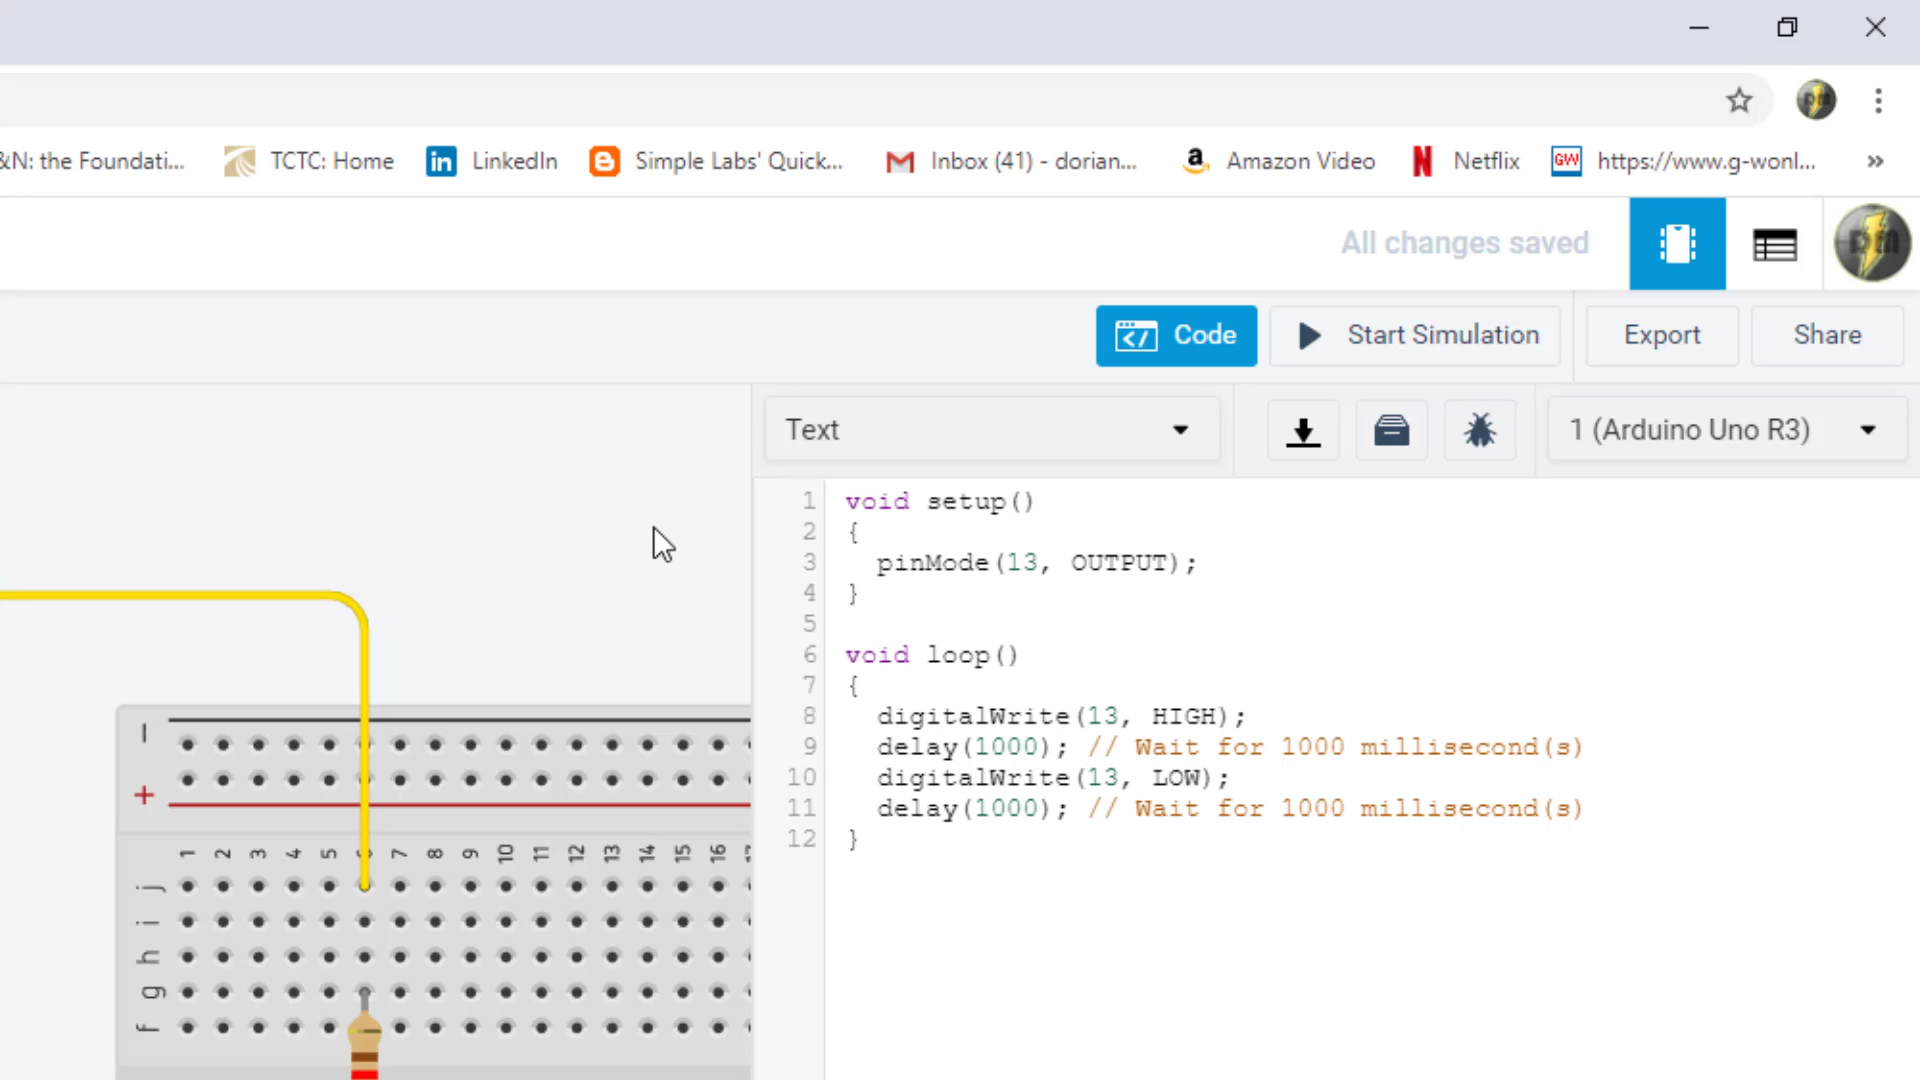 &N: the Foundati... TCTC: Home in LinkedIn Simple Labs' Quick... Inbox (41) - dorian... a Amazon Video N Netflix GW https://www.g-wonl... »
All changes saved pm
Code Start Simulation Export Share
Text 1 (Arduino Uno R3)
1 void setup()
2 {
3 pinMode(13, OUTPUT);
4 }
5
6 void loop()
7 {
8 digitalWrite(13, HIGH);
9 delay(1000); // Wait for 1000 millisecond(s)
10 digitalWrite(13, LOW);
11 delay(1000); // Wait for 1000 millisecond(s)
12 }
+
1 2 3 4 5 7 8 9 10 11 12 13 14 15 16
j
i
h
g
f